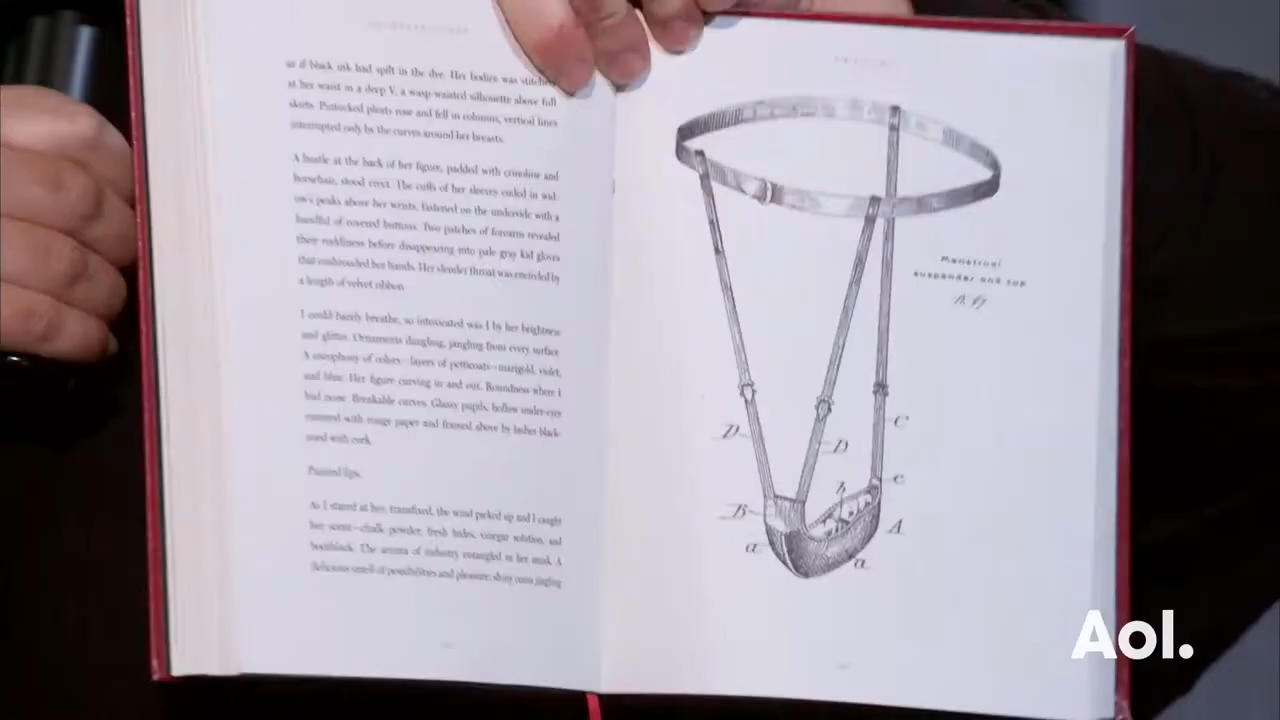 as if black ink had spilt in the dye. Her bodice was stitched
at her waist in a deep V, a wasp-waisted silhouette above full
skirts. Pintucked pleats rose and fell in columns, vertical lines
interrupted only by the curves around her breasts.
A bustle at the back of her figure, padded with crinoline and
horsehair, stood erect. The cuffs of her sleeves ended in wid-
ow's peaks above her wrists, fastened on the underside with a
handful of covered buttons. Two patches of forearm revealed
their ruddiness before disappearing into pale gray kid gloves
that enshrouded her hands. Her slender throat was encircled by
a length of velvet ribbon.
I could barely breathe, so intoxicated was I by her brightness
and glitter. Ornaments dangling, jangling from every surface
A cacophony of colors—layers of petticoats—marigold, violet,
and blue. Her figure curving in and out. Roundness where I
had none. Breakable curves. Glassy pupils, hollow under-eyes
rimmed with rouge paper and framed above by lashes black-
ened with cork.
Painted lips.
As I stared at her, transfixed, the wind picked up and I caught
her scent—chalk powder, fresh hides, vinegar solution, and
bootblack. The aroma of industry entangled in her musk. A
delicious smell of possibilities and pleasure, shiny coins jingling
Menstrual
suspender and cup
D
D
C
c
b
B
A
a
a
Aol.